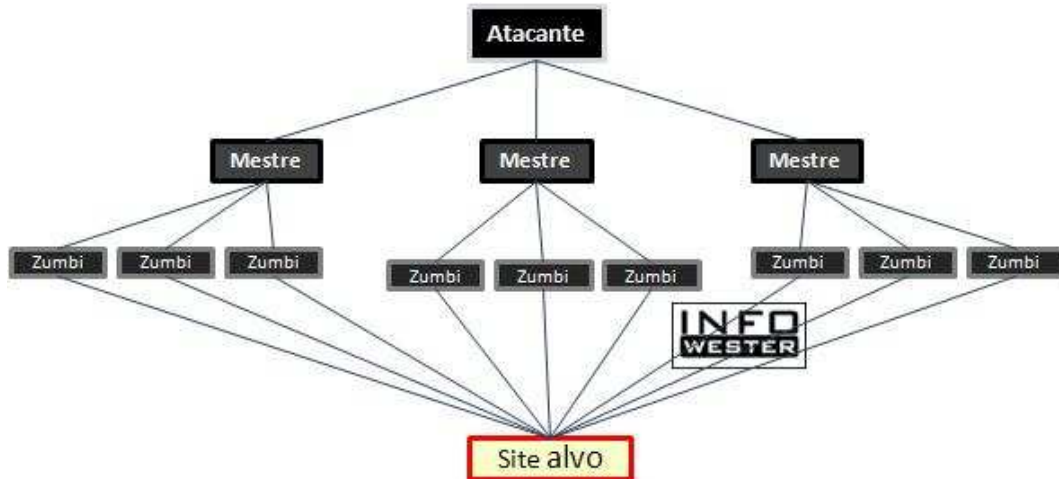 Atacante
Mestre Mestre Mestre
Zumbi Zumbi Zumbi Zumbi Zumbi Zumbi Zumbi Zumbi Zumbi
INFO
WESTER
Site alvo